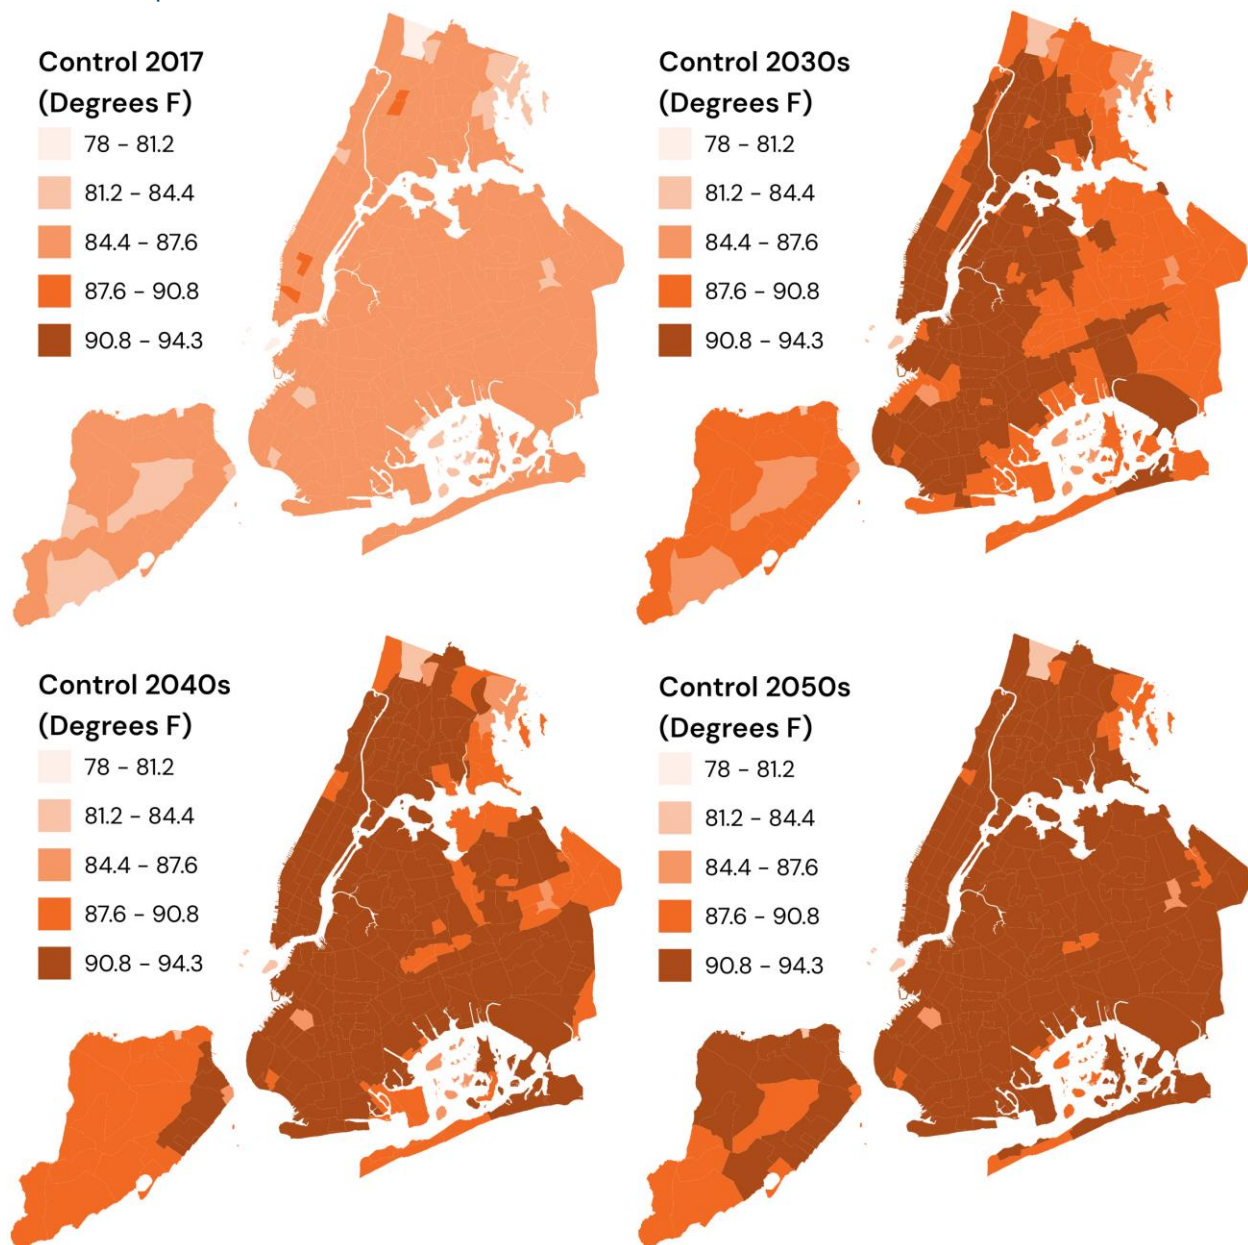 Control 2017
(Degrees F)
78 – 81.2
81.2 – 84.4
84.4 – 87.6
87.6 – 90.8
90.8 – 94.3
Control 2030s
(Degrees F)
78 – 81.2
81.2 – 84.4
84.4 – 87.6
87.6 – 90.8
90.8 – 94.3
Control 2040s
(Degrees F)
78 – 81.2
81.2 – 84.4
84.4 – 87.6
87.6 – 90.8
90.8 – 94.3
Control 2050s
(Degrees F)
78 – 81.2
81.2 – 84.4
84.4 – 87.6
87.6 – 90.8
90.8 – 94.3